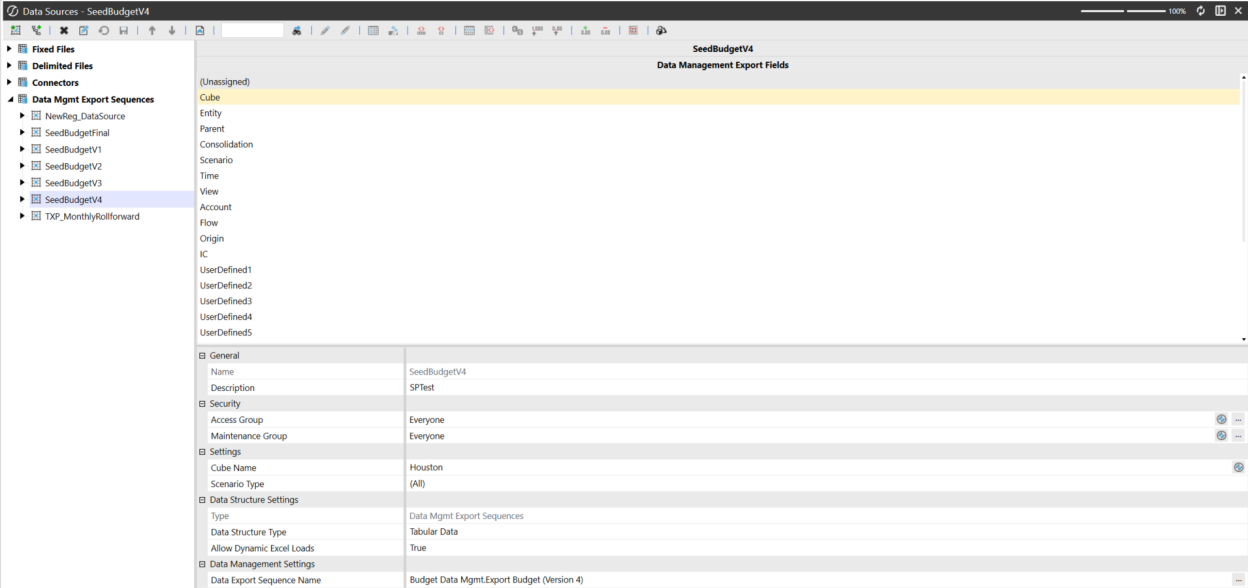 Data Sources - SeedBudgetV4
100%
Fixed Files
Delimited Files
Connectors
Data Mgmt Export Sequences
NewReg_DataSource
SeedBudgetFinal
SeedBudgetV1
SeedBudgetV2
SeedBudgetV3
SeedBudgetV4
TXP_MonthlyRollforward
SeedBudgetV4
Data Management Export Fields
(Unassigned)
Cube
Entity
Parent
Consolidation
Scenario
Time
View
Account
Flow
Origin
IC
UserDefined1
UserDefined2
UserDefined3
UserDefined4
UserDefined5
General
Name SeedBudgetV4
Description SPTest
Security
Access Group Everyone ...
Maintenance Group Everyone ...
Settings
Cube Name Houston
Scenario Type (All)
Data Structure Settings
Type Data Mgmt Export Sequences
Data Structure Type Tabular Data
Allow Dynamic Excel Loads True
Data Management Settings
Data Export Sequence Name Budget Data Mgmt.Export Budget (Version 4) ...